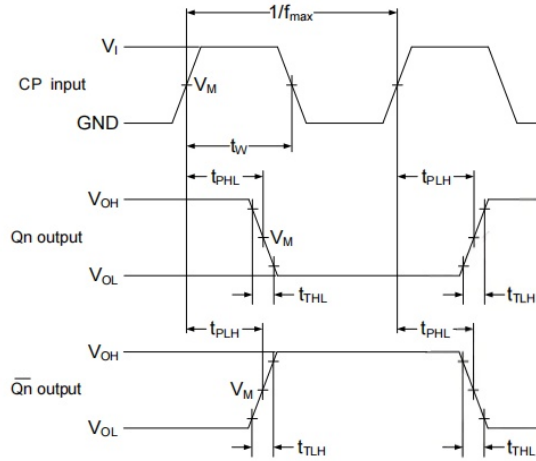 1/fmax
VI
CP input
VM
GND
tW
tPHL
tPLH
VOH
Qn output
VM
VOL
tTHL
tTLH
tPLH
tPHL
VOH
Q̅n̅ output
VM
VOL
tTLH
tTHL